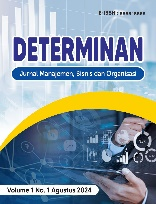 DETERMINAN
Jurnal Manajemen, Bisnis dan Organisasi
Volume 1 No. 1 Agustus 2024